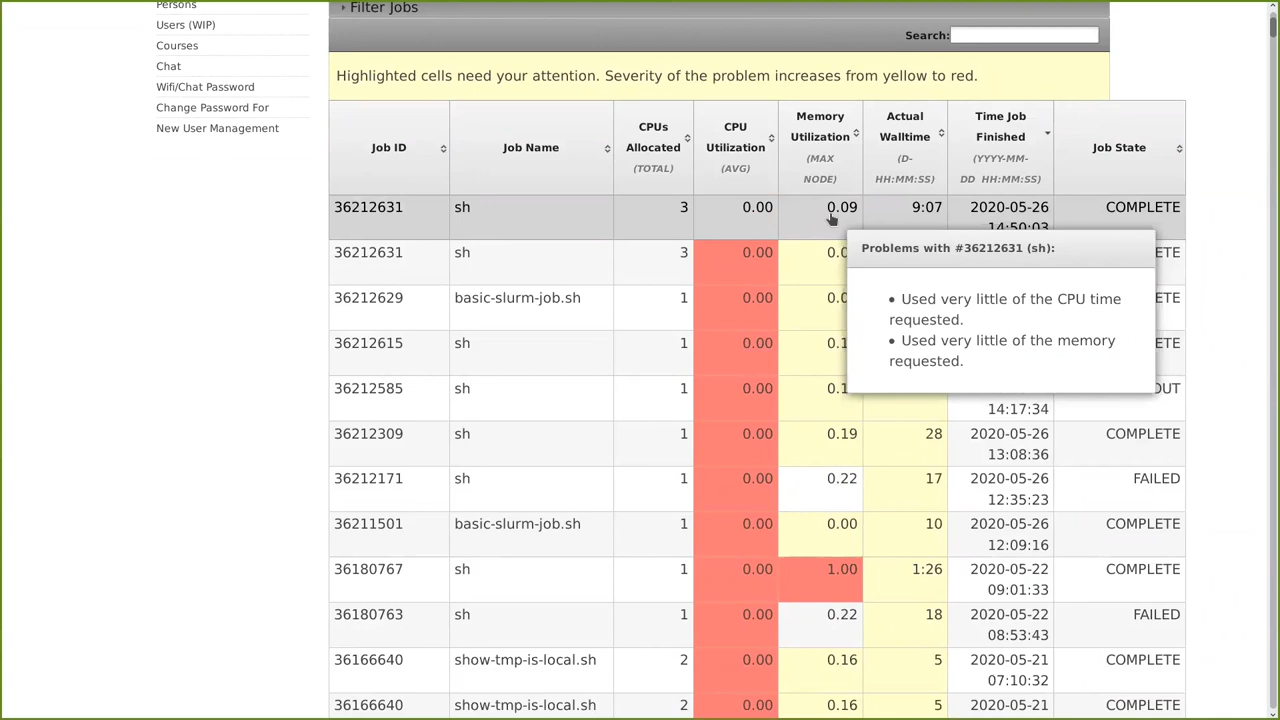 Persons
Users (WIP)
Courses
Chat
Wifi/Chat Password
Change Password For
New User Management
Filter Jobs
Search:
Highlighted cells need your attention. Severity of the problem increases from yellow to red.
Job ID Job Name CPUs Allocated (TOTAL) CPU Utilization (AVG) Memory Utilization (MAX NODE) Actual Walltime (D-HH:MM:SS) Time Job Finished (YYYY-MM-DD HH:MM:SS) Job State
36212631 sh 3 0.00 0.09 9:07 2020-05-26 14:50:03 COMPLETE
36212631 sh 3 0.00
Problems with #36212631 (sh):
• Used very little of the CPU time
requested.
• Used very little of the memory
requested.
36212629 basic-slurm-job.sh 1 0.00
36212615 sh 1 0.00
36212585 sh 1 0.00 14:17:34
36212309 sh 1 0.00 0.19 28 2020-05-26 13:08:36 COMPLETE
36212171 sh 1 0.00 0.22 17 2020-05-26 12:35:23 FAILED
36211501 basic-slurm-job.sh 1 0.00 0.00 10 2020-05-26 12:09:16 COMPLETE
36180767 sh 1 0.00 1.00 1:26 2020-05-22 09:01:33 COMPLETE
36180763 sh 1 0.00 0.22 18 2020-05-22 08:53:43 FAILED
36166640 show-tmp-is-local.sh 2 0.00 0.16 5 2020-05-21 07:10:32 COMPLETE
36166640 show-tmp-is-local.sh 2 0.00 0.16 5 2020-05-21 COMPLETE